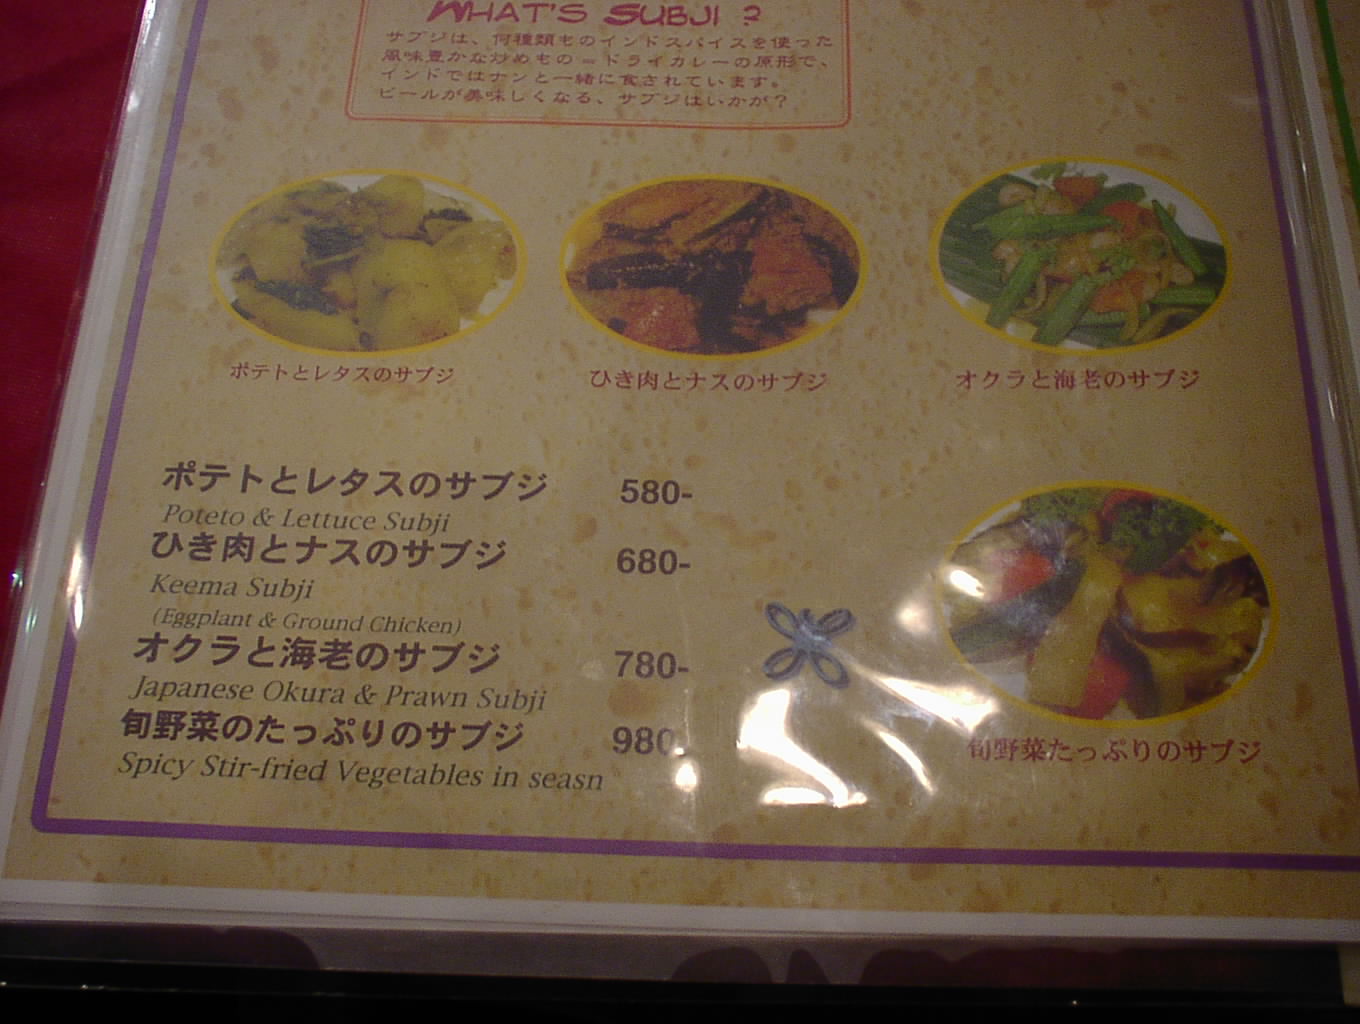 WHAT'S SUBJI ?
サブジは、何種類ものインドスパイスを使った
風味豊かな炒めもの=ドライカレーの原形で、
インドではナンと一緒に食されています。
ビールが美味しくなる、サブジはいかが?
ポテトとレタスのサブジ
ひき肉とナスのサブジ
オクラと海老のサブジ
ポテトとレタスのサブジ 580-
Poteto & Lettuce Subji
ひき肉とナスのサブジ 680-
Keema Subji
(Eggplant & Ground Chicken)
オクラと海老のサブジ 780-
Japanese Okura & Prawn Subji
旬野菜のたっぷりのサブジ 980-
Spicy Stir-fried Vegetables in seasn
旬野菜たっぷりのサブジ